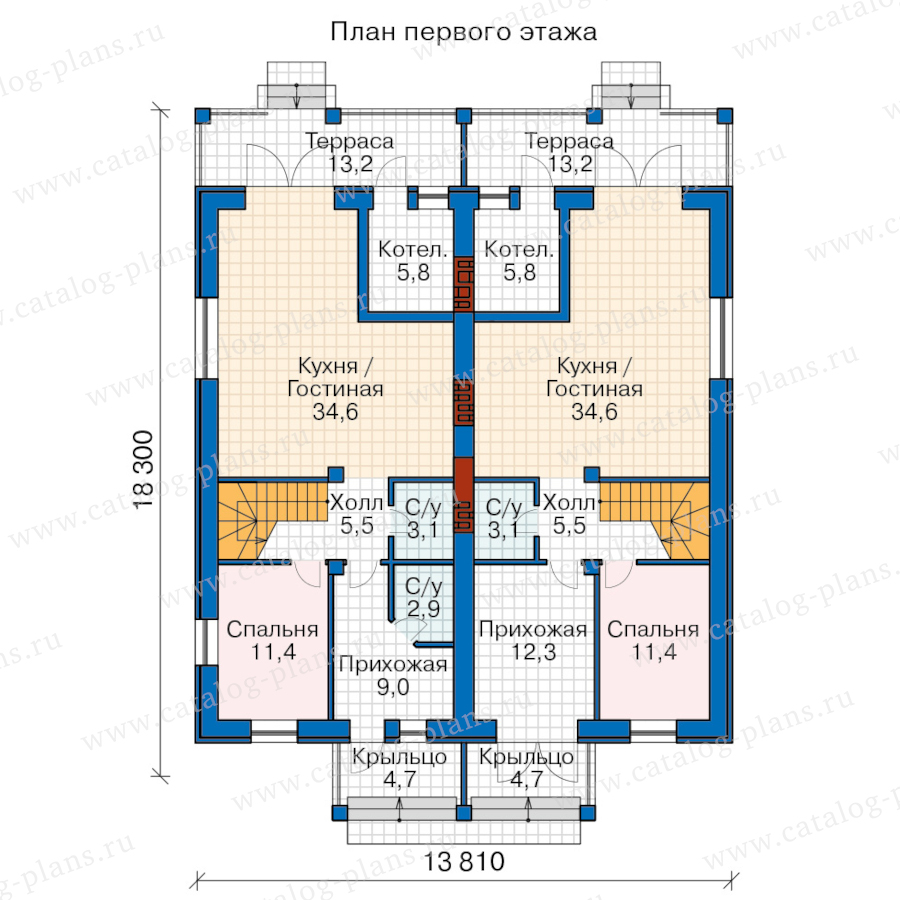 План первого этажа
Терраса
13,2
Терраса
13,2
Котел.
5,8
Котел.
5,8
Кухня /
Гостиная
34,6
Кухня /
Гостиная
34,6
18 300
Холл
5,5
С/у
3,1
С/у
3,1
Холл
5,5
С/у
2,9
Спальня
11,4
Прихожая
9,0
Прихожая
12,3
Спальня
11,4
Крыльцо
4,7
Крыльцо
4,7
13 810
www.catalog-plans.ru